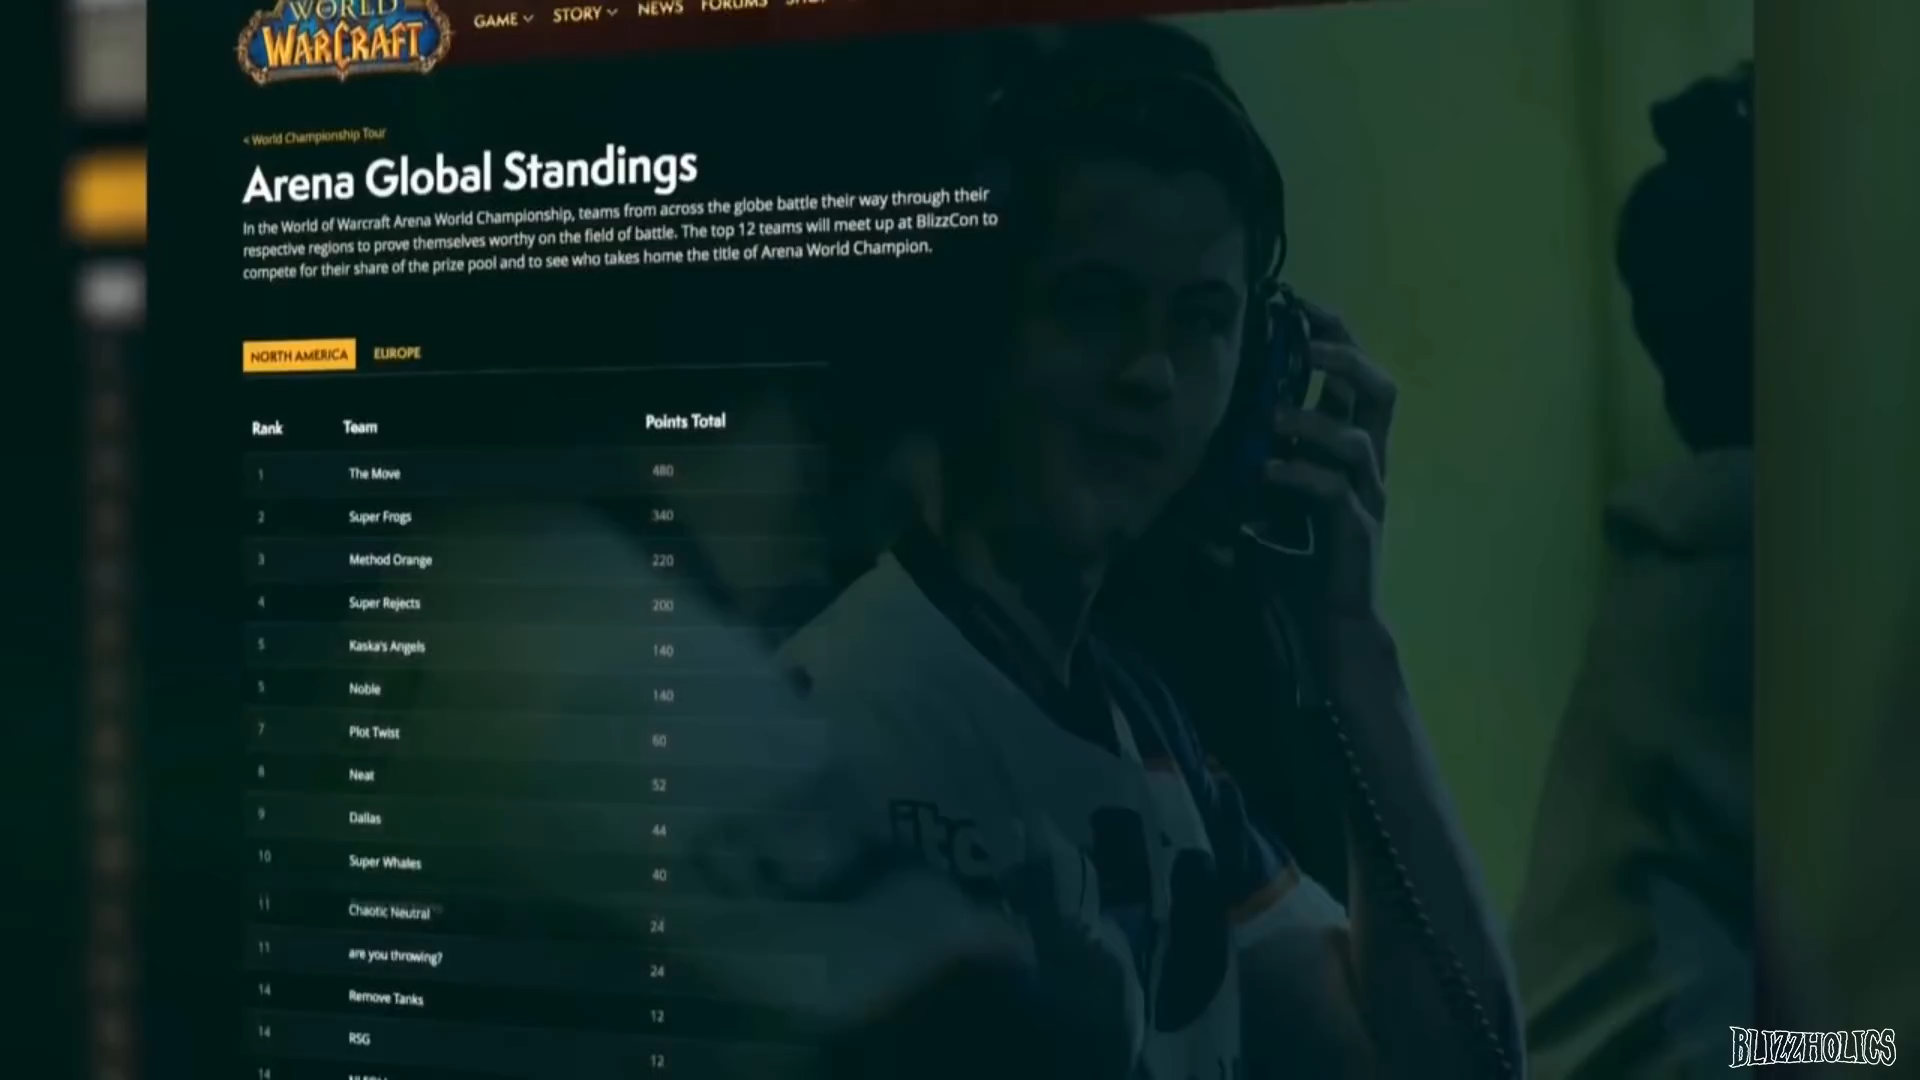 WORLD
WARCRAFT
GAME STORY NEWS FORUMS
< World Championship Tour
Arena Global Standings
In the World of Warcraft Arena World Championship, teams from across the globe battle their way through their
respective regions to prove themselves worthy on the field of battle. The top 12 teams will meet up at BlizzCon to
compete for their share of the prize pool and to see who takes home the title of Arena World Champion.
NORTH AMERICA EUROPE
Rank Team Points Total
1 The Move 480
2 Super Frogs 340
3 Method Orange 220
4 Super Rejects 200
5 Kaska's Angels 140
5 Noble 140
7 Plot Twist 60
8 Neat 52
9 Dallas 44
10 Super Whales 40
11 Chaotic Neutral 24
11 are you throwing? 24
14 Remove Tanks 12
14 RSG 12
14
BLIZZHOLICS